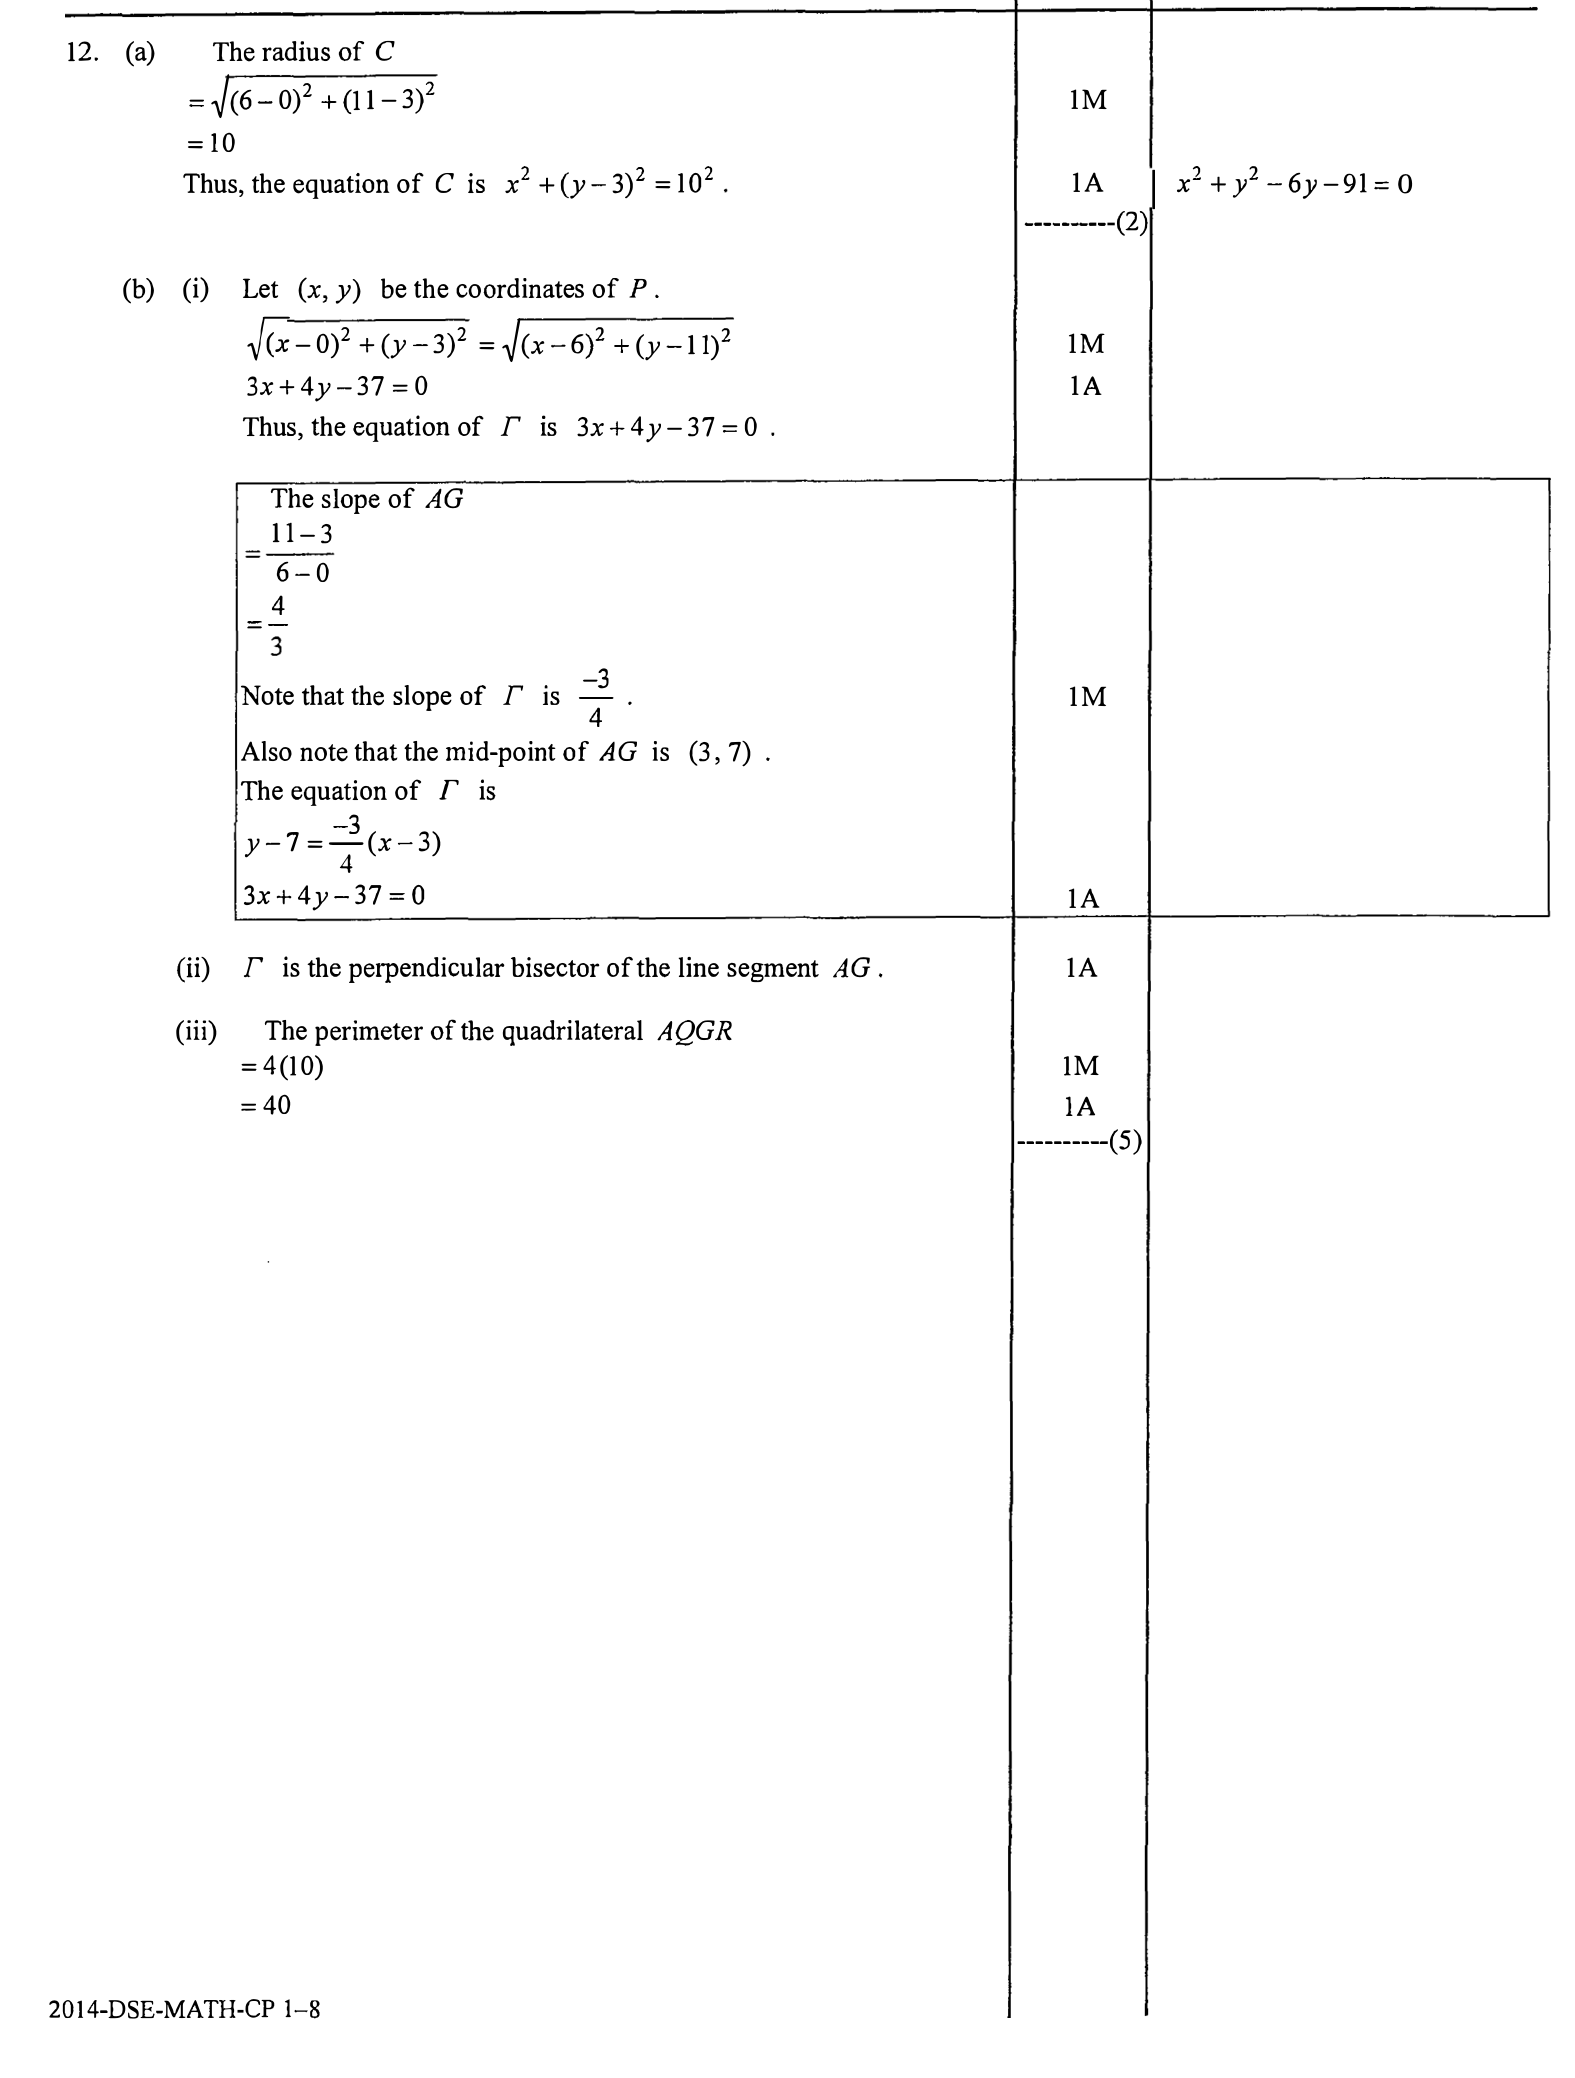 12. (a) The radius of C
= √((6 – 0)² + (11 – 3)²) 1M
= 10
Thus, the equation of C is x² + (y – 3)² = 10² . 1A x² + y² – 6y – 91 = 0
----------(2)
(b) (i) Let (x, y) be the coordinates of P .
√((x – 0)² + (y – 3)²) = √((x – 6)² + (y – 11)²) 1M
3x + 4y – 37 = 0 1A
Thus, the equation of Γ is 3x + 4y – 37 = 0 .
The slope of AG
= (11 – 3)/(6 – 0)
= 4/3
Note that the slope of Γ is –3/4 . 1M
Also note that the mid-point of AG is (3, 7) .
The equation of Γ is
y – 7 = –3/4 (x – 3)
3x + 4y – 37 = 0 1A
(ii) Γ is the perpendicular bisector of the line segment AG . 1A
(iii) The perimeter of the quadrilateral AQGR
= 4(10) 1M
= 40 1A
----------(5)
2014-DSE-MATH-CP 1–8